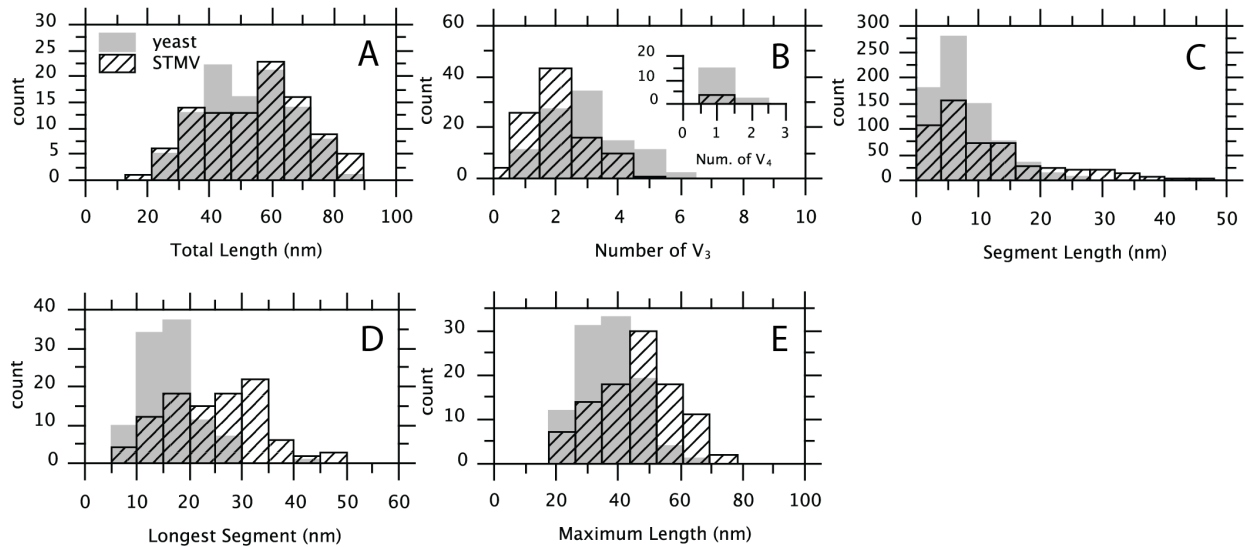 A
30
25
20
15
10
5
0
count
yeast
STMV
0 20 40 60 80 100
Total Length (nm)
B
60
40
20
0
count
20
10
0
0 1 2 3
Num. of V₄
0 2 4 6 8 10
Number of V₃
C
300
250
200
150
100
50
0
count
0 10 20 30 40 50
Segment Length (nm)
D
40
30
20
10
0
count
0 10 20 30 40 50 60
Longest Segment (nm)
E
30
20
10
0
count
0 20 40 60 80 100
Maximum Length (nm)